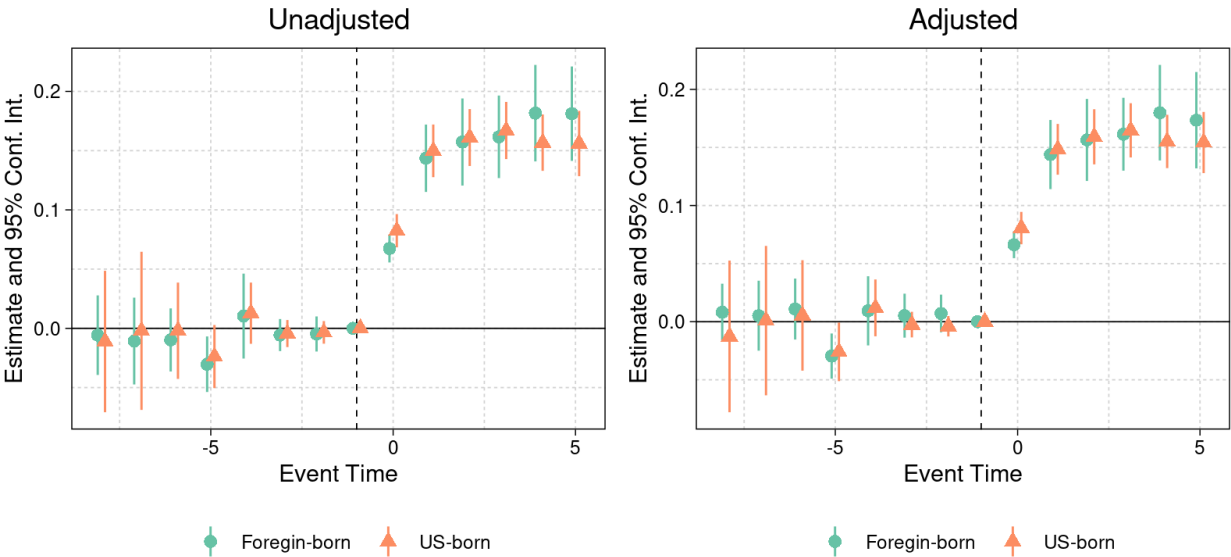 Unadjusted
Estimate and 95% Conf. Int.
0.2
0.1
0.0
-5
0
5
Event Time
Foregin-born
US-born
Adjusted
Estimate and 95% Conf. Int.
0.2
0.1
0.0
-5
0
5
Event Time
Foregin-born
US-born